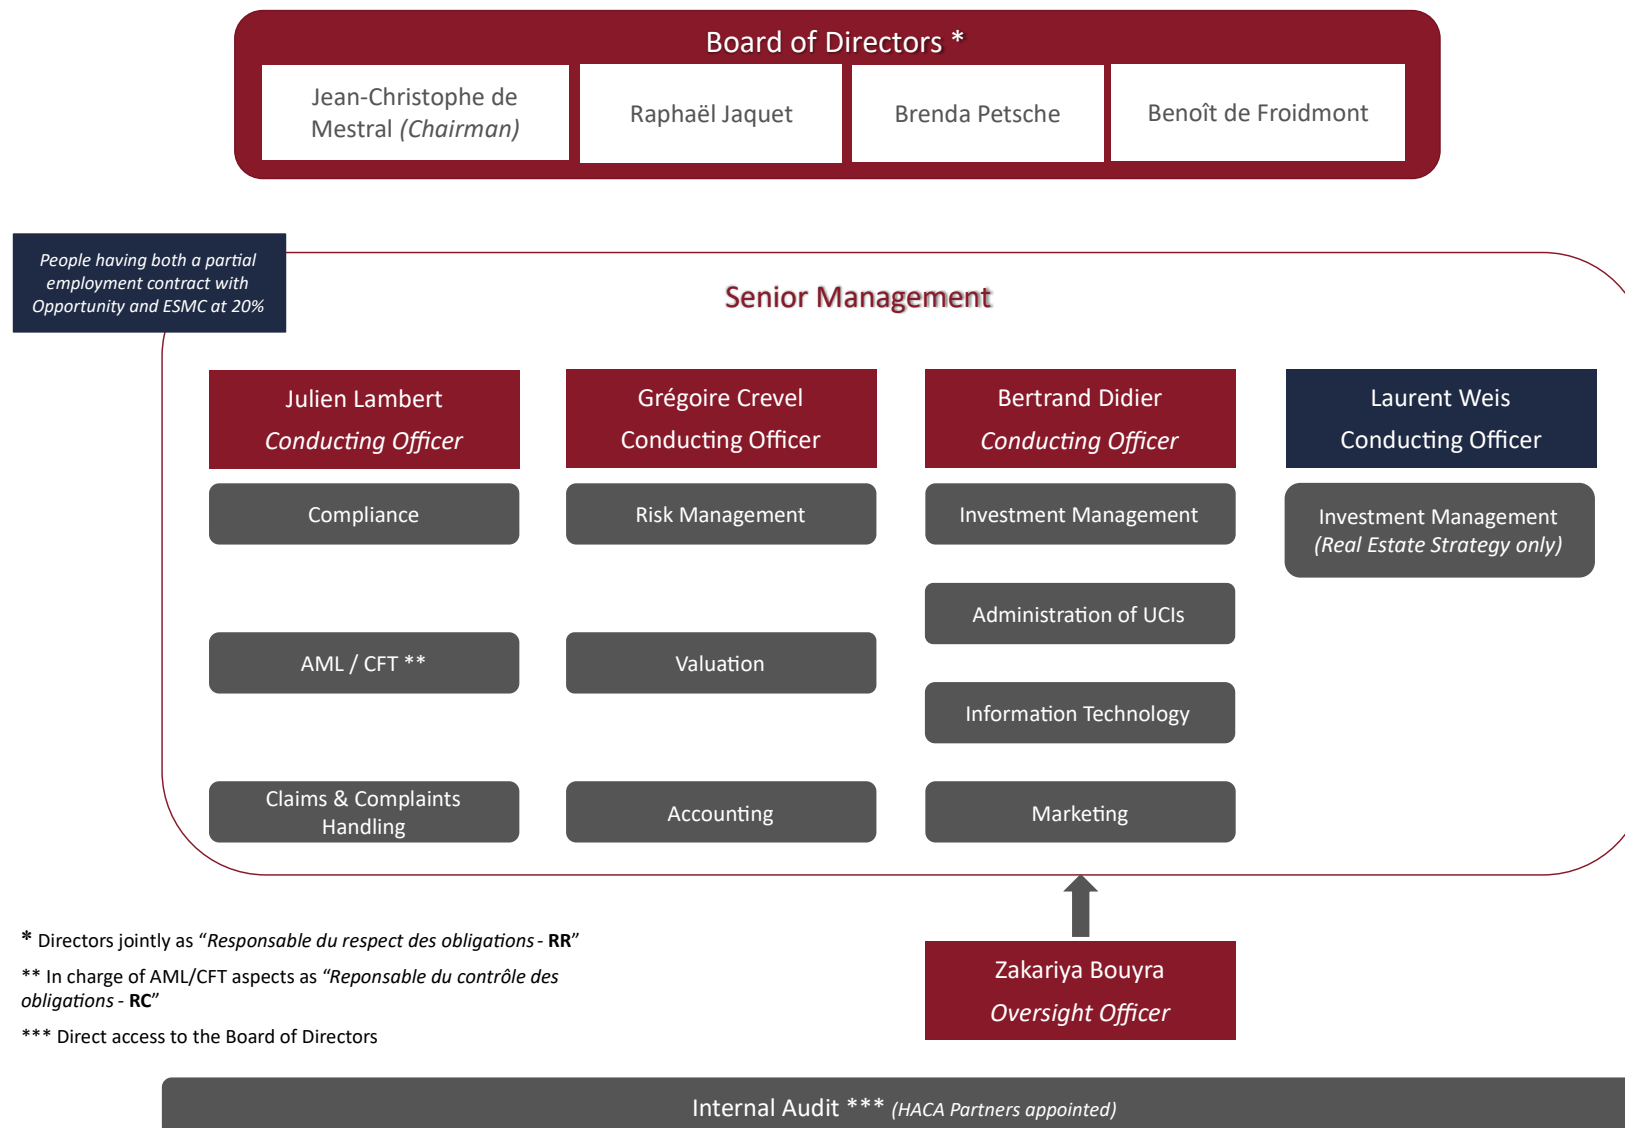 Board of Directors *
Jean-Christophe de
Mestral (Chairman)
Raphaël Jaquet
Brenda Petsche
Benoît de Froidmont
People having both a partial
employment contract with
Opportunity and ESMC at 20%
Senior Management
Julien Lambert
Conducting Officer
Compliance
AML / CFT **
Claims & Complaints
Handling
Grégoire Crevel
Conducting Officer
Risk Management
Valuation
Accounting
Bertrand Didier
Conducting Officer
Investment Management
Administration of UCIs
Information Technology
Marketing
Laurent Weis
Conducting Officer
Investment Management
(Real Estate Strategy only)
* Directors jointly as “Responsable du respect des obligations - RR”
** In charge of AML/CFT aspects as “Reponsable du contrôle des
obligations - RC”
*** Direct access to the Board of Directors
Zakariya Bouyra
Oversight Officer
Internal Audit *** (HACA Partners appointed)